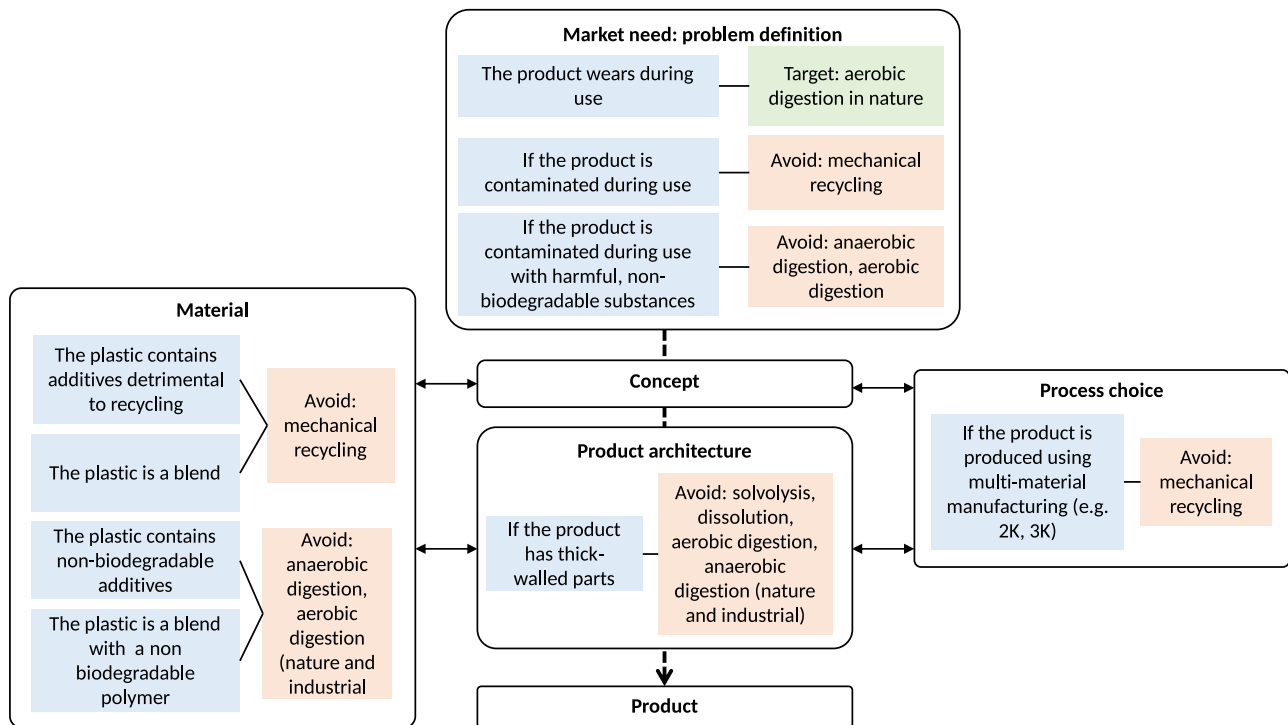 Market need: problem definition
The product wears during
use
Target: aerobic
digestion in nature
If the product is
contaminated during use
Avoid: mechanical
recycling
If the product is
contaminated during use
with harmful, non-
biodegradable substances
Avoid: anaerobic
digestion, aerobic
digestion
Material
The plastic contains
additives detrimental
to recycling
The plastic is a blend
Avoid:
mechanical
recycling
The plastic contains
non-biodegradable
additives
The plastic is a blend
with a non
biodegradable
polymer
Avoid:
anaerobic
digestion,
aerobic
digestion
(nature and
industrial
Concept
Product architecture
If the product
has thick-
walled parts
Avoid: solvolysis,
dissolution,
aerobic digestion,
anaerobic
digestion (nature
and industrial)
Process choice
If the product is
produced using
multi-material
manufacturing (e.g.
2K, 3K)
Avoid:
mechanical
recycling
Product